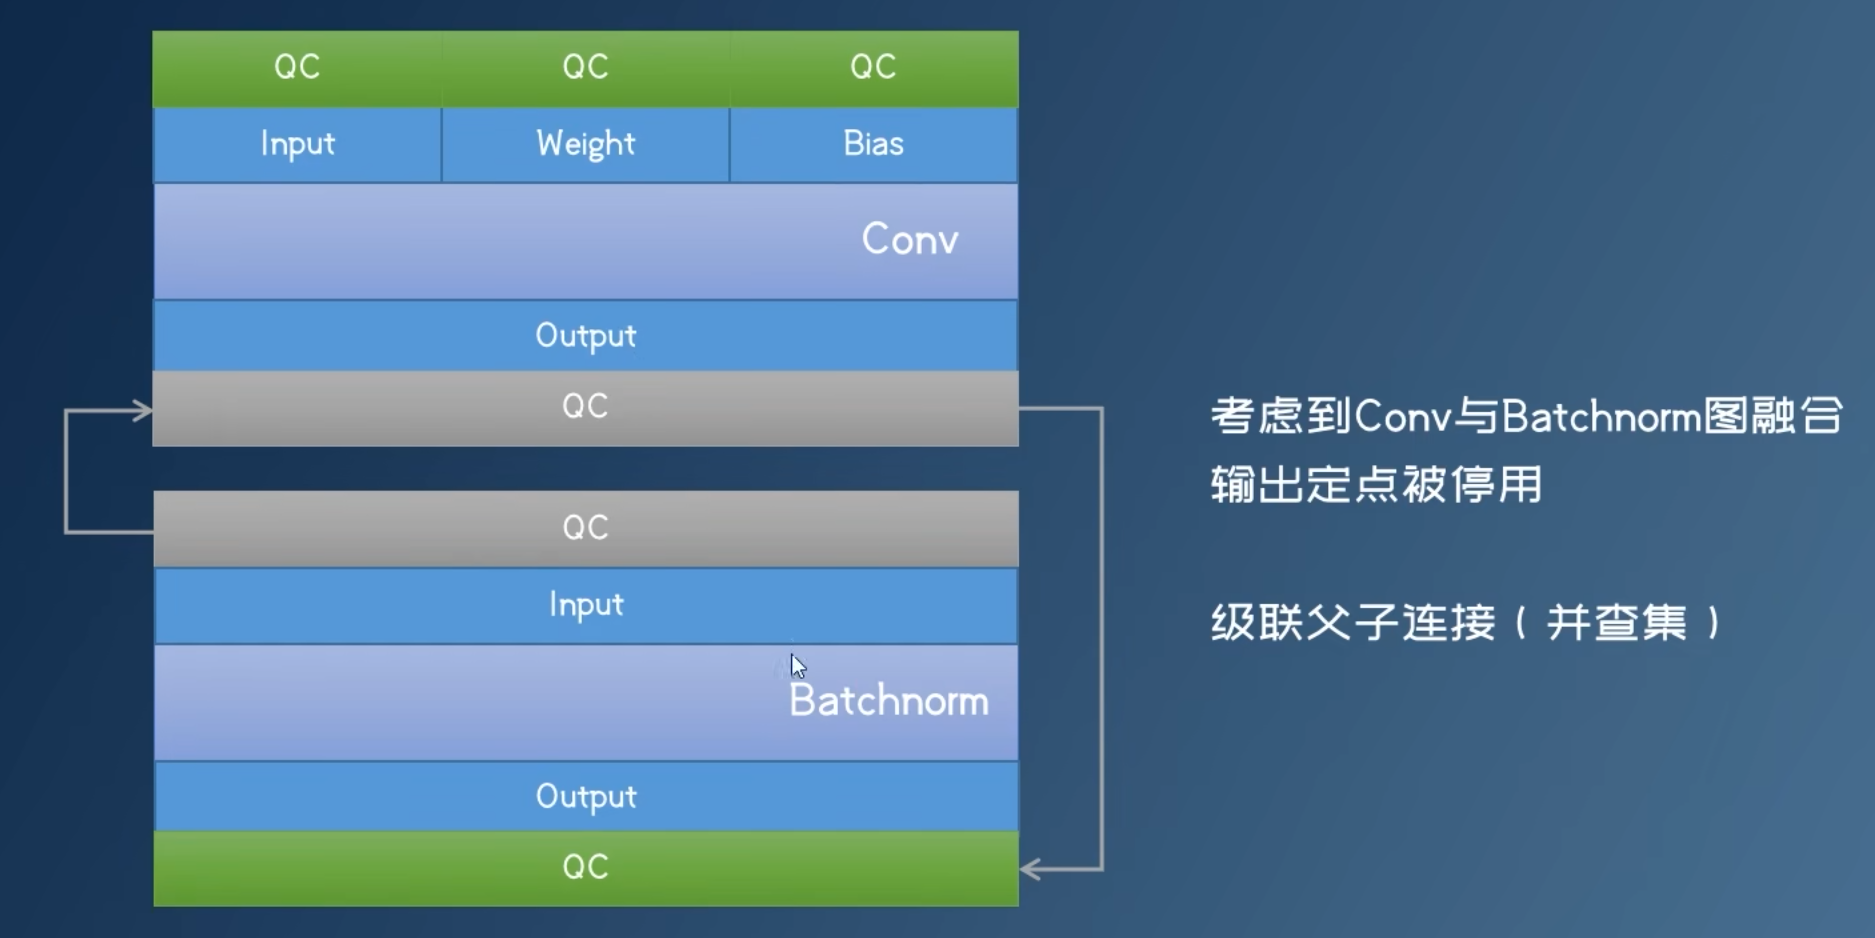 QC QC QC
Input Weight Bias
Conv
Output
QC
QC
Input
Batchnorm
Output
QC
考虑到Conv与Batchnorm图融合
输出定点被停用
级联父子连接（并查集）